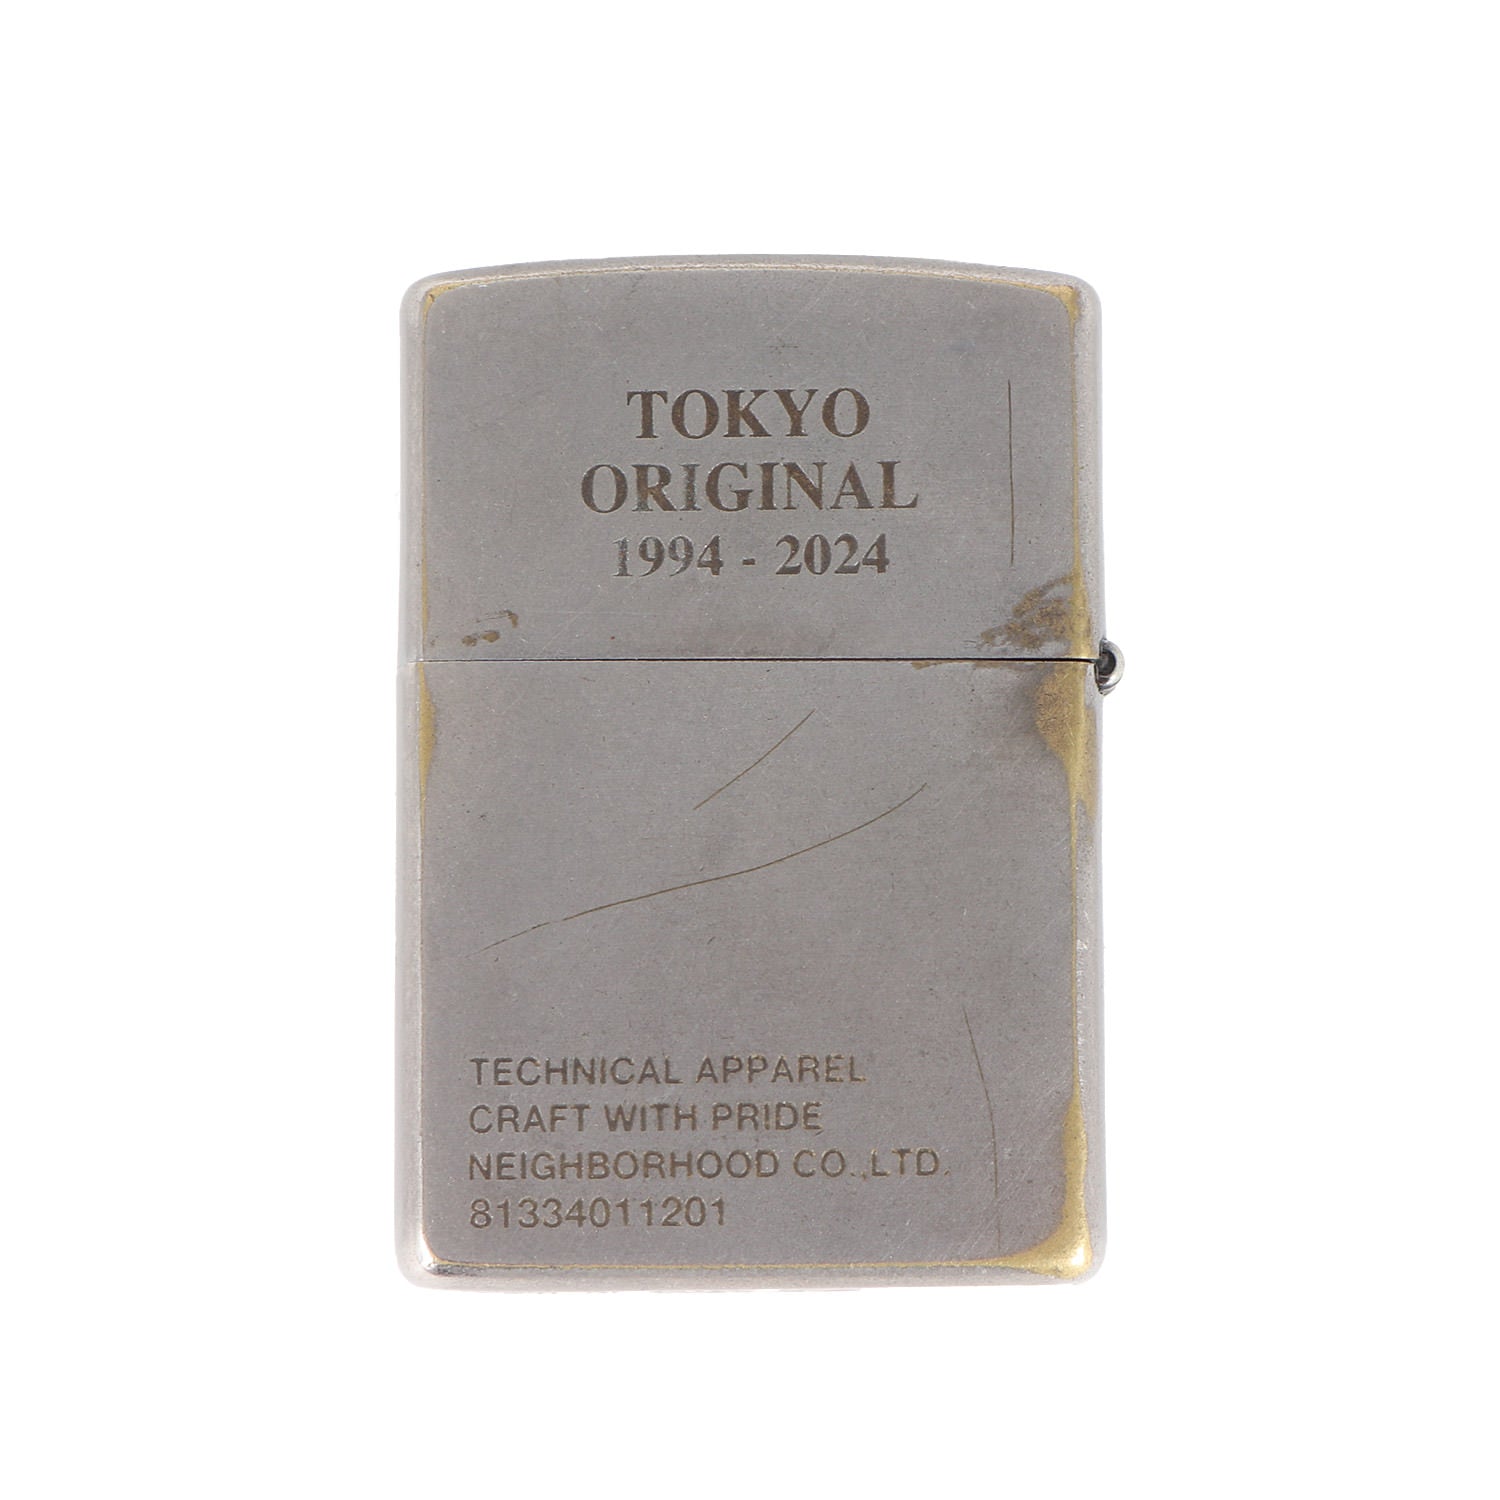 TOKYO
ORIGINAL
1994 - 2024
TECHNICAL APPAREL
CRAFT WITH PRIDE
NEIGHBORHOOD CO.,LTD.
81334011201